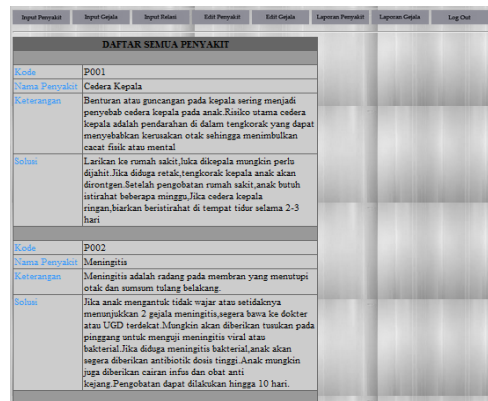 Input Penyakit Input Gejala Input Relasi Edit Penyakit Edit Gejala Laporan Penyakit Laporan Gejala Log Out
DAFTAR SEMUA PENYAKIT
Kode P001
Nama Penyakit Cedera Kepala
Keterangan Benturan atau guncangan pada kepala sering menjadi
penyebab cedera kepala pada anak.Risiko utama cedera
kepala adalah pendarahan di dalam tengkorak yang dapat
menyebabkan kerusakan otak sehingga menimbulkan
cacat fisik atau mental
Solusi Larikan ke rumah sakit,luka dikepala mungkin perlu
dijahit.Jika diduga retak,tengkorak kepala anak akan
dirontgen.Setelah pengobatan rumah sakit,anak butuh
istirahat beberapa minggu,Jika cedera kepala
ringan,biarkan beristirahat di tempat tidur selama 2-3
hari
Kode P002
Nama Penyakit Meningitis
Keterangan Meningitis adalah radang pada membran yang menutupi
otak dan sumsum tulang belakang.
Solusi Jika anak mengantuk tidak wajar atau setidaknya
menunjukkan 2 gejala meningitis,segera bawa ke dokter
atau UGD terdekat.Mungkin akan diberikan tusukan pada
pinggang untuk menguji meningitis viral atau
bakterial.Jika diduga meningitis bakterial,anak akan
segera diberikan antibiotik dosis tinggi.Anak mungkin
juga diberikan cairan infus dan obat anti
kejang.Pengobatan dapat dilakukan hingga 10 hari.